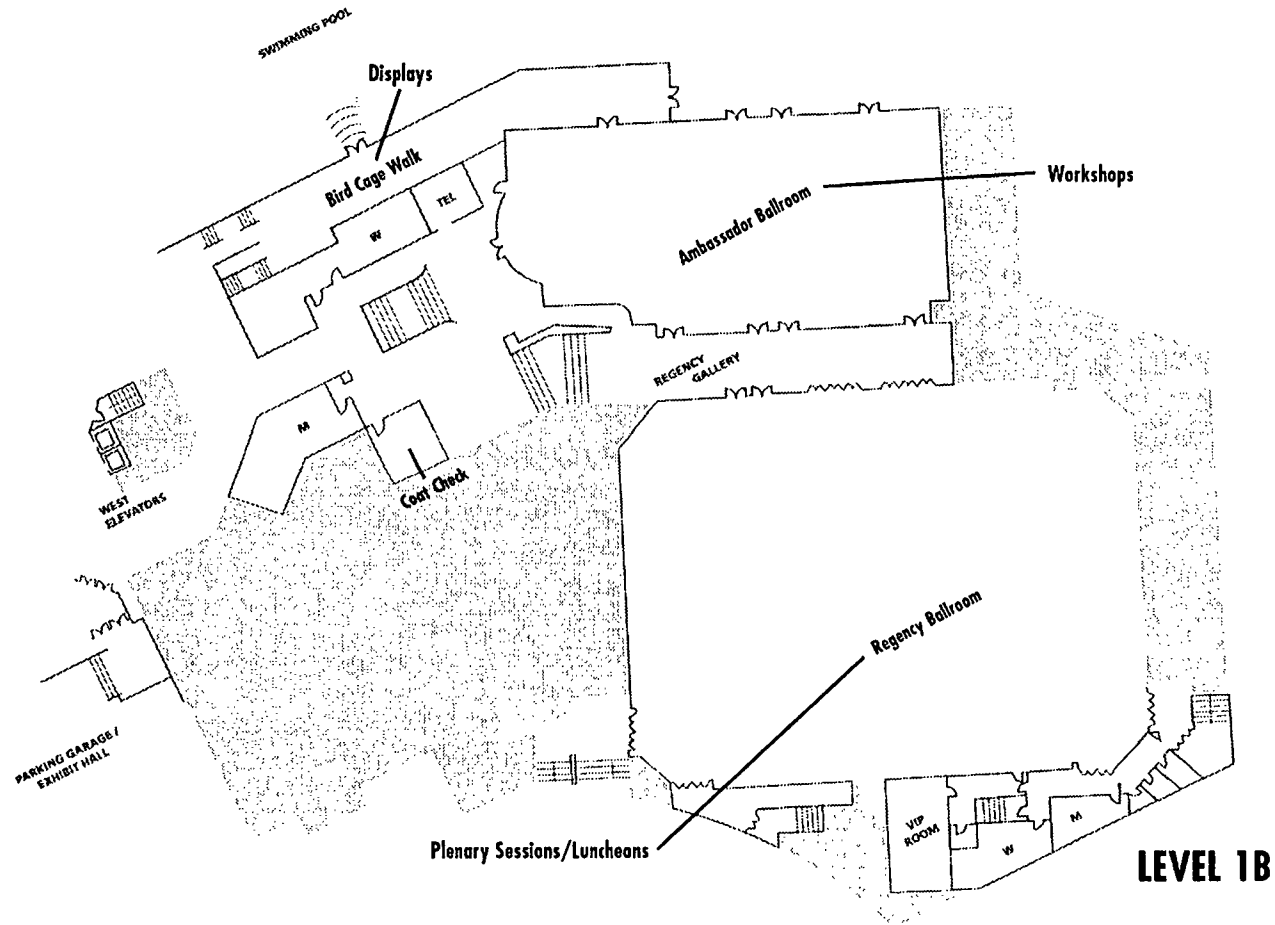 SWIMMING POOL
Displays
Bird Cage Walk
TEL
W
Ambassador Ballroom
Workshops
REGENCY
GALLERY
M
Coat Check
WEST
ELEVATORS
Regency Ballroom
PARKING GARAGE /
EXHIBIT HALL
Plenary Sessions/Luncheons
VIP
ROOM
W
M
LEVEL 1B